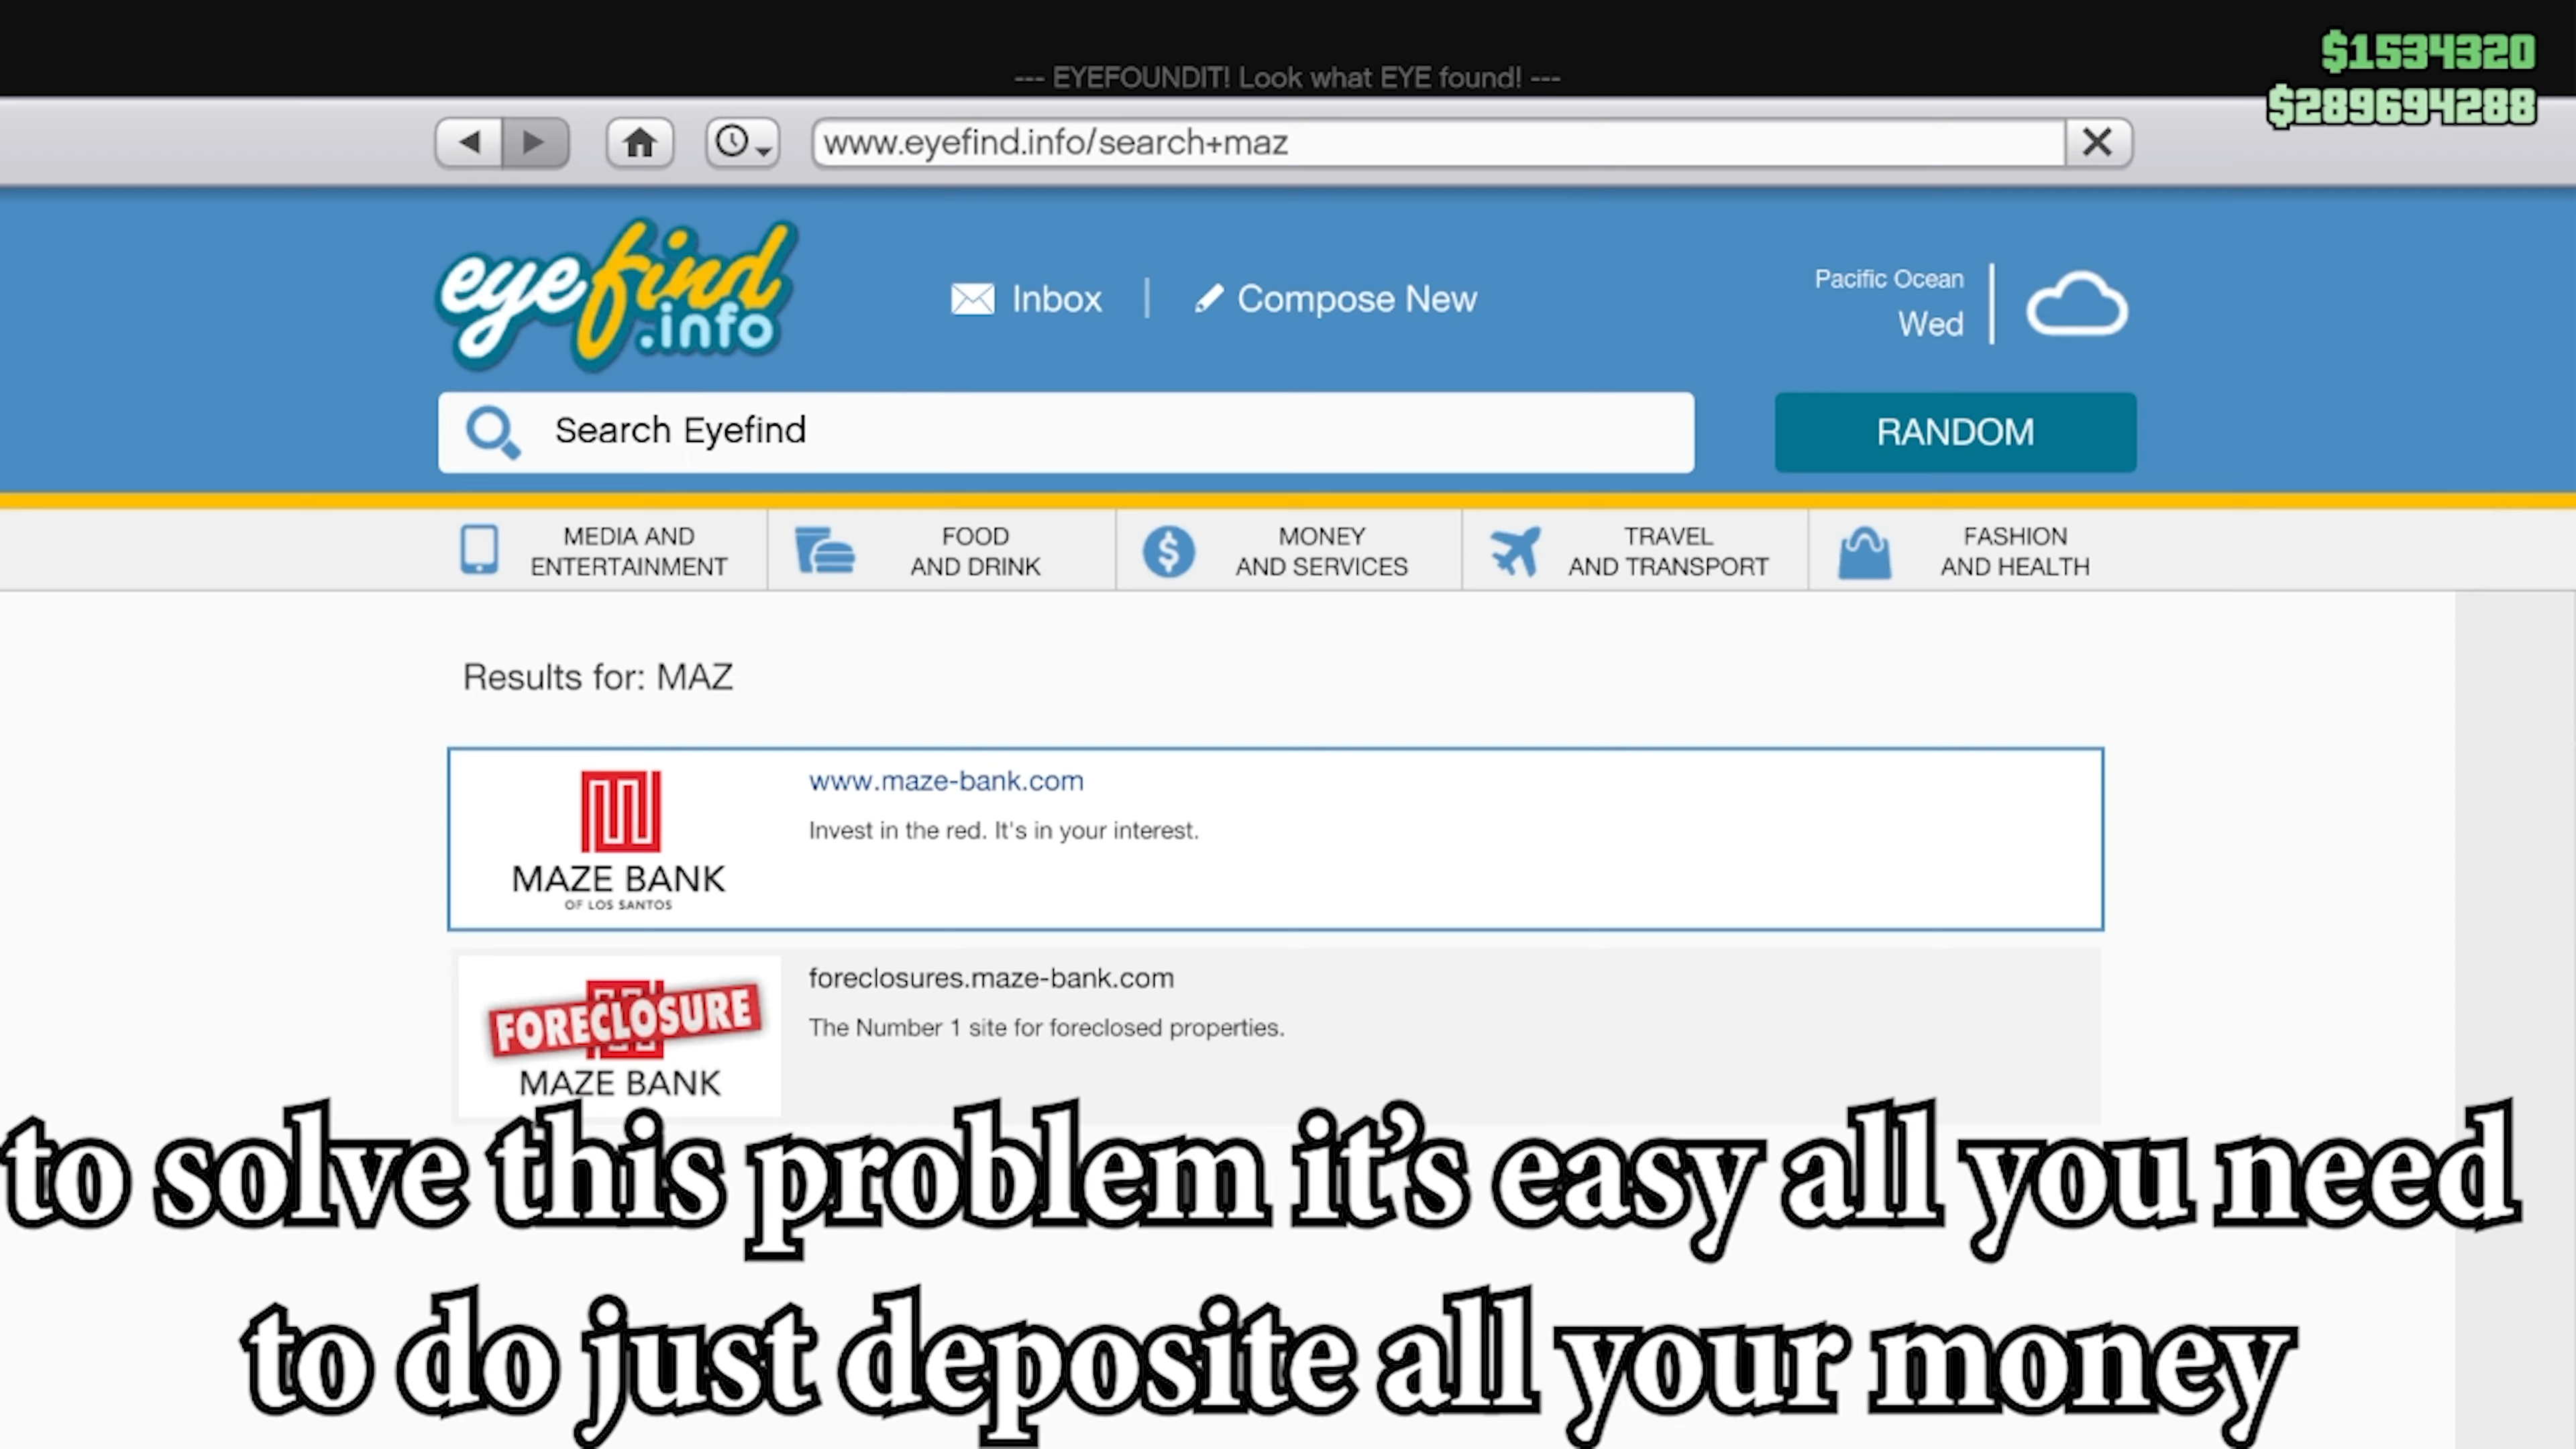 $1534320
--- EYEFOUNDIT! Look what EYE found! ---
$289694288
www.eyefind.info/search+maz
eyefind
.info
Inbox | Compose New
Pacific Ocean
Wed
Search Eyefind
RANDOM
MEDIA AND
ENTERTAINMENT
FOOD
AND DRINK
MONEY
AND SERVICES
TRAVEL
AND TRANSPORT
FASHION
AND HEALTH
Results for: MAZ
www.maze-bank.com
Invest in the red. It's in your interest.
MAZE BANK
OF LOS SANTOS
foreclosures.maze-bank.com
The Number 1 site for foreclosed properties.
FORECLOSURE
MAZE BANK
to solve this problem it's easy all you need
to do just deposite all your money